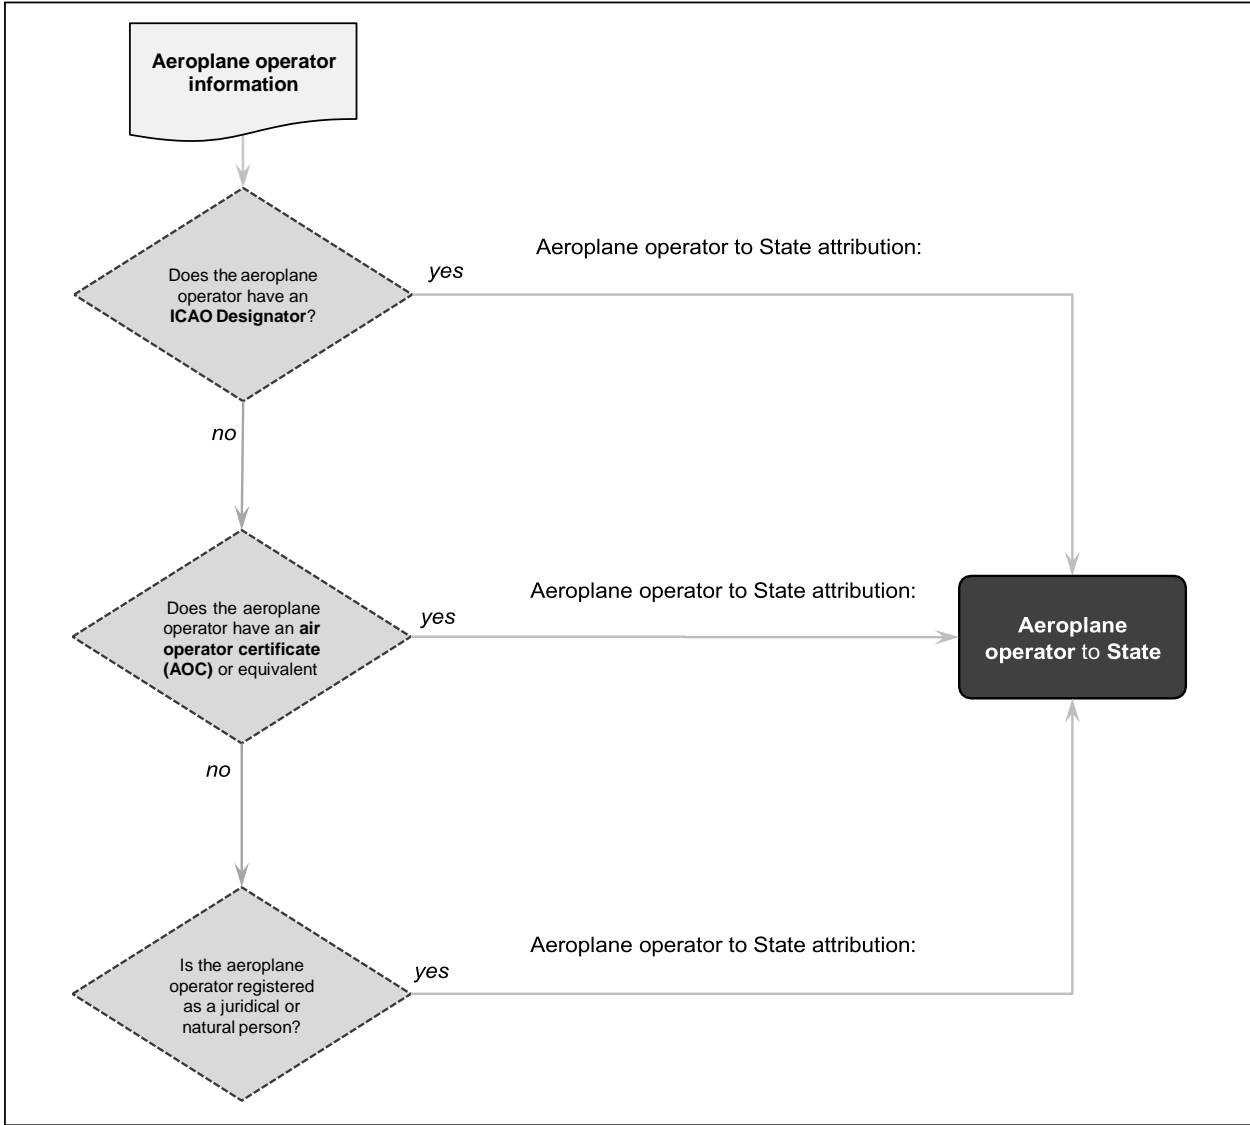 Aeroplane operator
information
Does the aeroplane
operator have an
ICAO Designator?
yes
Aeroplane operator to State attribution:
no
Does the aeroplane
operator have an air
operator certificate
(AOC) or equivalent
yes
Aeroplane operator to State attribution:
Aeroplane
operator to State
no
Is the aeroplane
operator registered
as a juridical or
natural person?
yes
Aeroplane operator to State attribution: